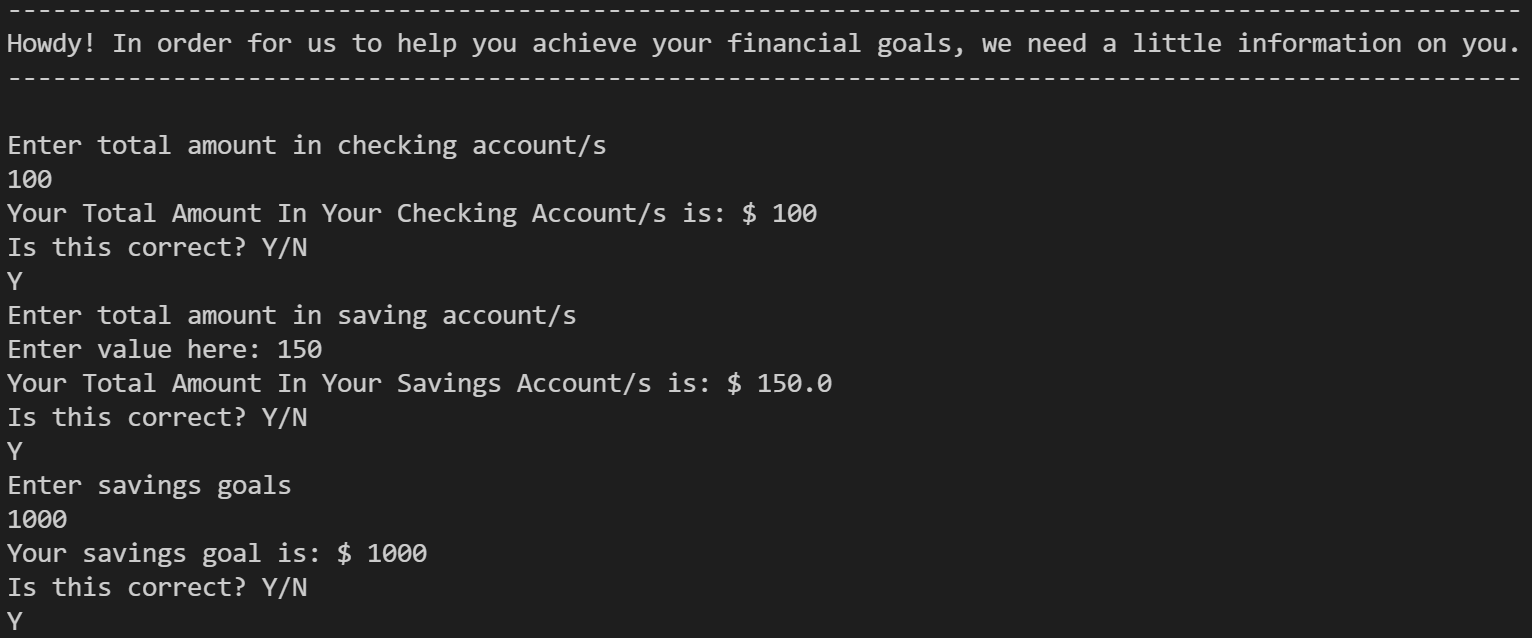 -----------------------------------------------------------------------------------------------------
Howdy! In order for us to help you achieve your financial goals, we need a little information on you.
-----------------------------------------------------------------------------------------------------
Enter total amount in checking account/s
100
Your Total Amount In Your Checking Account/s is: $ 100
Is this correct? Y/N
Y
Enter total amount in saving account/s
Enter value here: 150
Your Total Amount In Your Savings Account/s is: $ 150.0
Is this correct? Y/N
Y
Enter savings goals
1000
Your savings goal is: $ 1000
Is this correct? Y/N
Y